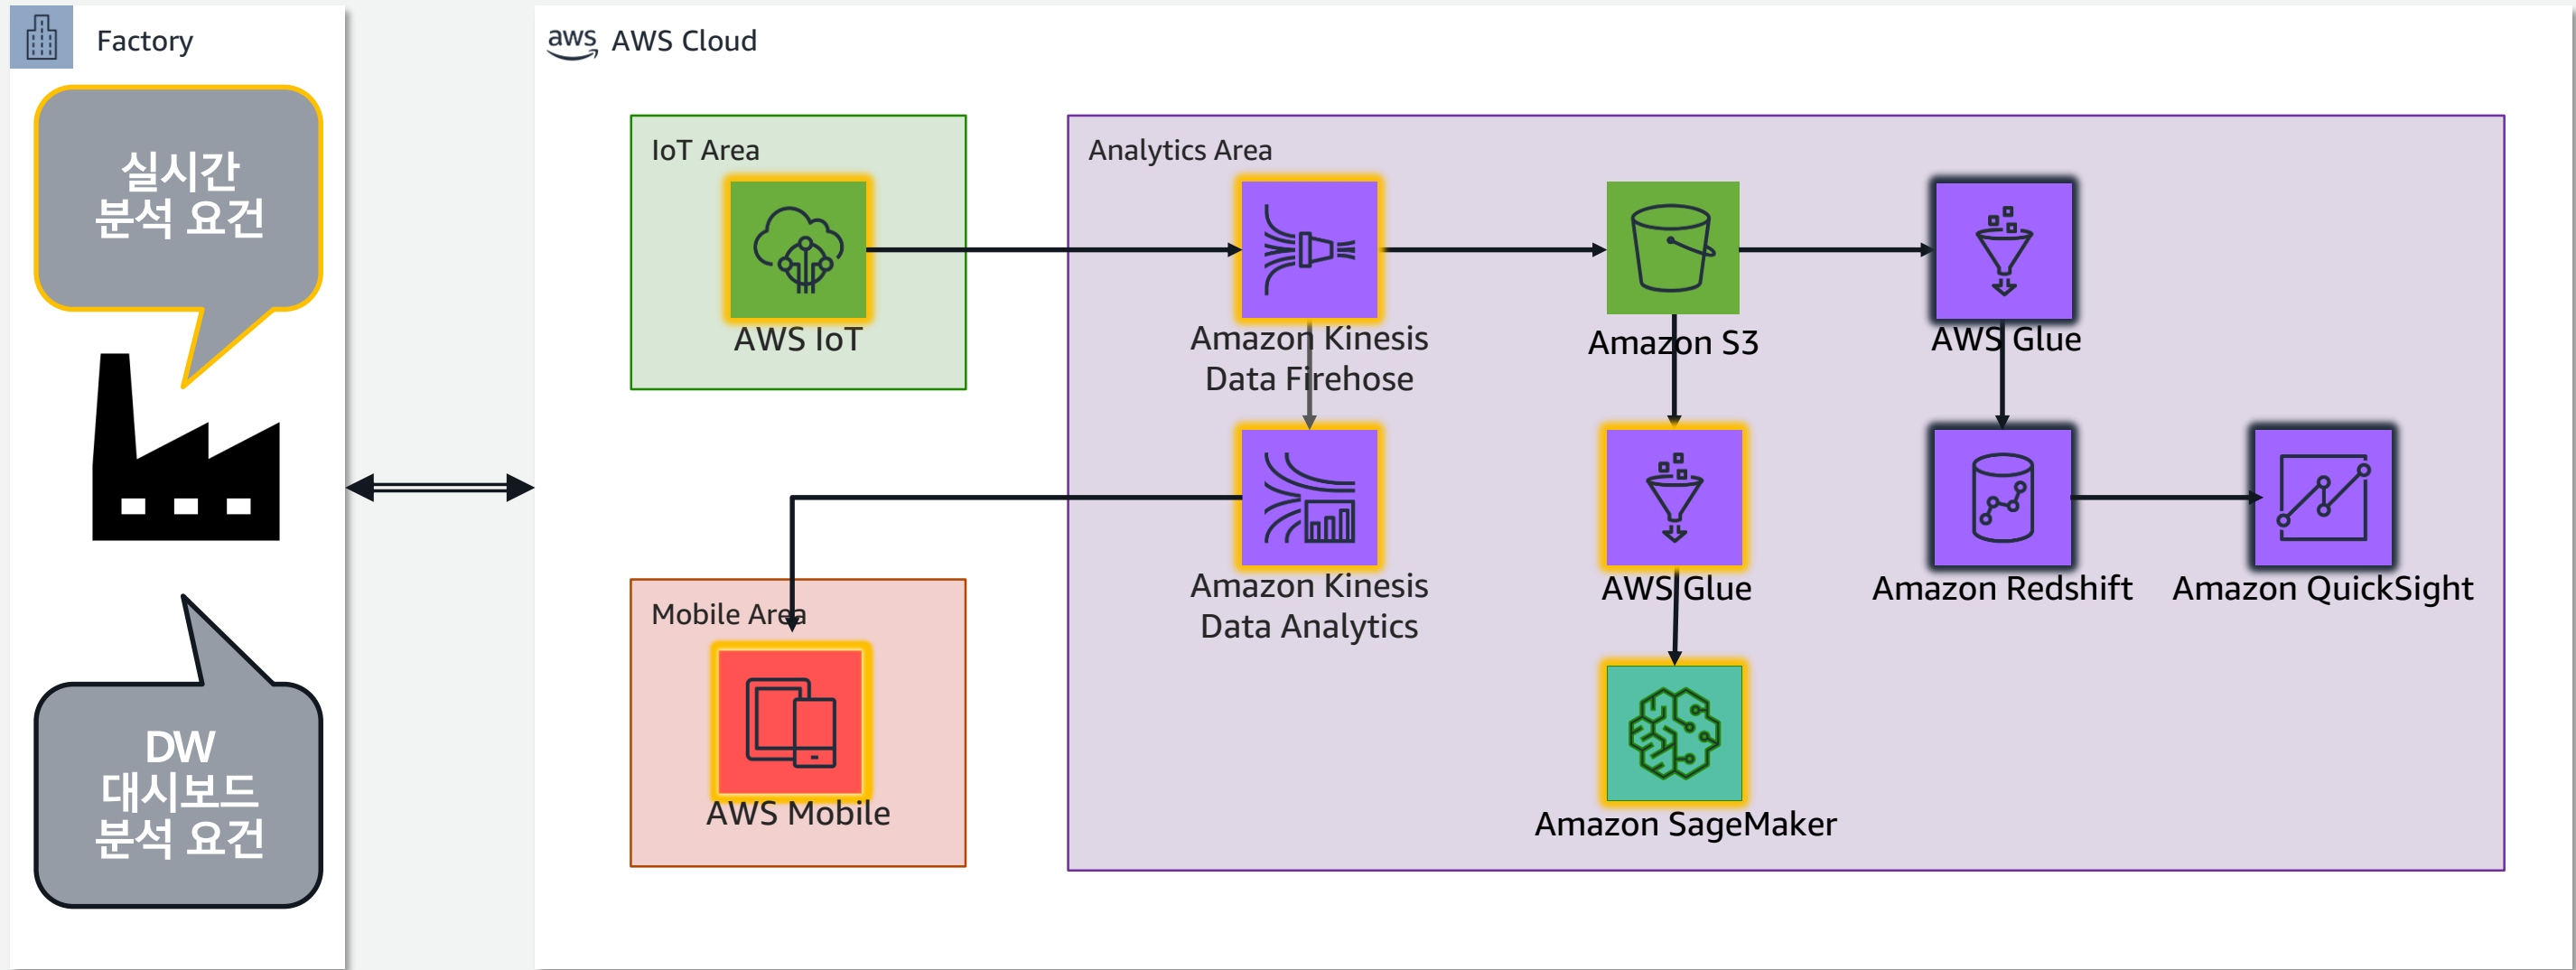 Factory
실시간
분석 요건
DW
대시보드
분석 요건
aws
AWS Cloud
IoT Area
AWS IoT
Mobile Area
AWS Mobile
Analytics Area
Amazon Kinesis
Data Firehose
Amazon S3
AWS Glue
Amazon Kinesis
Data Analytics
AWS Glue
Amazon Redshift
Amazon QuickSight
Amazon SageMaker